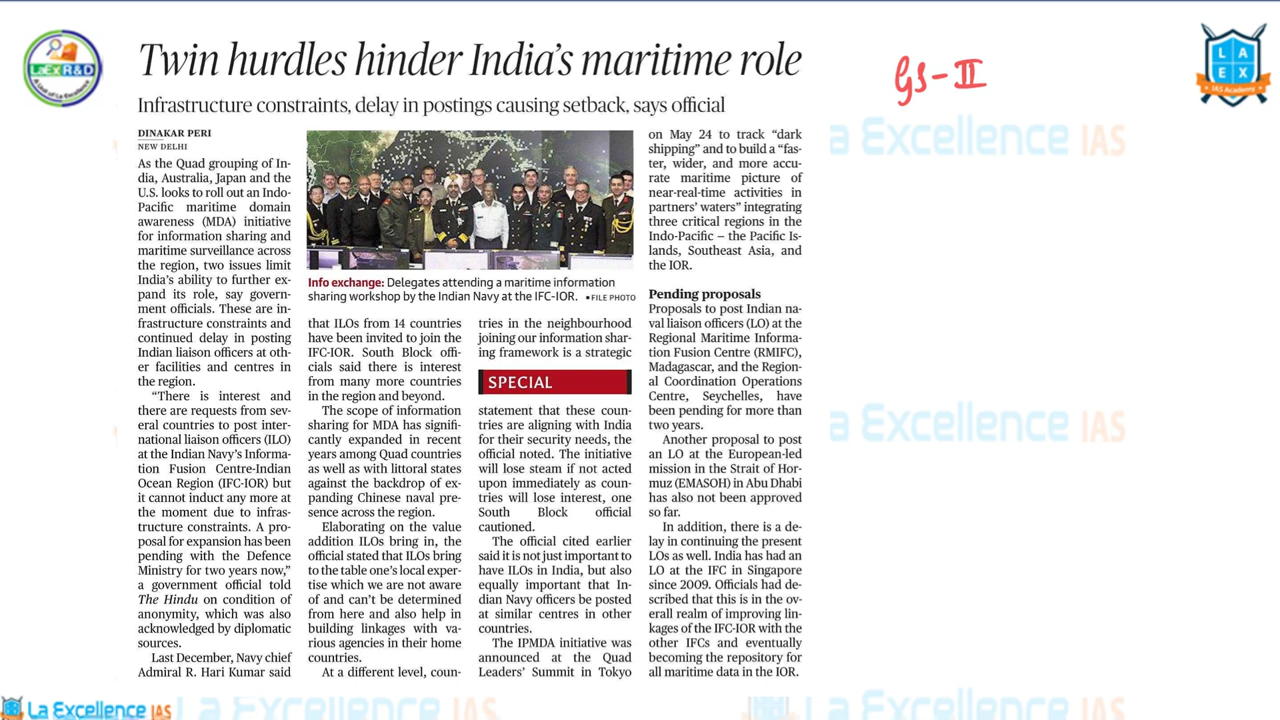 LaEx R&D
A Unit of La Excellence
Twin hurdles hinder India's maritime role
Infrastructure constraints, delay in postings causing setback, says official
GS-II
L A
E X
IAS Academy
DINAKAR PERI
NEW DELHI
As the Quad grouping of In-
dia, Australia, Japan and the
U.S. looks to roll out an Indo-
Pacific maritime domain
awareness (MDA) initiative
for information sharing and
maritime surveillance across
the region, two issues limit
India's ability to further ex-
pand its role, say govern-
ment officials. These are in-
frastructure constraints and
continued delay in posting
Indian liaison officers at oth-
er facilities and centres in
the region.
"There is interest and
there are requests from sev-
eral countries to post inter-
national liaison officers (ILO)
at the Indian Navy's Informa-
tion Fusion Centre-Indian
Ocean Region (IFC-IOR) but
it cannot induct any more at
the moment due to infras-
tructure constraints. A pro-
posal for expansion has been
pending with the Defence
Ministry for two years now,"
a government official told
The Hindu on condition of
anonymity, which was also
acknowledged by diplomatic
sources.
Last December, Navy chief
Admiral R. Hari Kumar said
Info exchange: Delegates attending a maritime information
sharing workshop by the Indian Navy at the IFC-IOR. ▪FILE PHOTO
that ILOs from 14 countries
have been invited to join the
IFC-IOR. South Block offi-
cials said there is interest
from many more countries
in the region and beyond.
The scope of information
sharing for MDA has signifi-
cantly expanded in recent
years among Quad countries
as well as with littoral states
against the backdrop of ex-
panding Chinese naval pre-
sence across the region.
Elaborating on the value
addition ILOs bring in, the
official stated that ILOs bring
to the table one's local exper-
tise which we are not aware
of and can't be determined
from here and also help in
building linkages with va-
rious agencies in their home
countries.
At a different level, coun-
tries in the neighbourhood
joining our information shar-
ing framework is a strategic
SPECIAL
statement that these coun-
tries are aligning with India
for their security needs, the
official noted. The initiative
will lose steam if not acted
upon immediately as coun-
tries will lose interest, one
South Block official
cautioned.
The official cited earlier
said it is not just important to
have ILOs in India, but also
equally important that In-
dian Navy officers be posted
at similar centres in other
countries.
The IPMDA initiative was
announced at the Quad
Leaders' Summit in Tokyo
on May 24 to track "dark
shipping" and to build a "fas-
ter, wider, and more accu-
rate maritime picture of
near-real-time activities in
partners' waters" integrating
three critical regions in the
Indo-Pacific – the Pacific Is-
lands, Southeast Asia, and
the IOR.
Pending proposals
Proposals to post Indian na-
val liaison officers (LO) at the
Regional Maritime Informa-
tion Fusion Centre (RMIFC),
Madagascar, and the Region-
al Coordination Operations
Centre, Seychelles, have
been pending for more than
two years.
Another proposal to post
an LO at the European-led
mission in the Strait of Hor-
muz (EMASOH) in Abu Dhabi
has also not been approved
so far.
In addition, there is a de-
lay in continuing the present
LOs as well. India has had an
LO at the IFC in Singapore
since 2009. Officials had de-
scribed that this is in the ov-
erall realm of improving lin-
kages of the IFC-IOR with the
other IFCs and eventually
becoming the repository for
all maritime data in the IOR.
a Excellence IAS
a Excellence IAS
La Excellence IAS
La Excellence IAS
La Excellence IAS